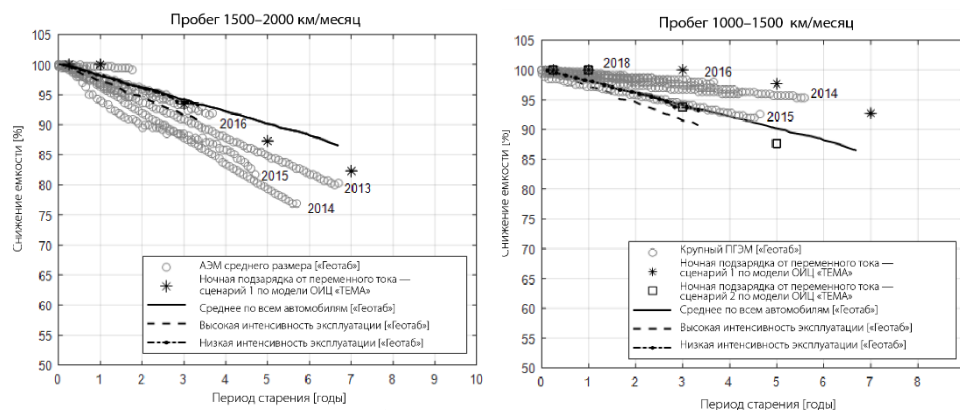 Пробег 1500–2000 км/месяц
105
100
95
90
85
80
75
70
65
60
55
50
Снижение емкости [%]
2016
2015
2013
2014
АЭМ среднего размера [«Геотаб»]
Ночная подзарядка от переменного тока —
сценарий 1 по модели ОИЦ «ТЕМА»
Среднее по всем автомобилям [«Геотаб»]
Высокая интенсивность эксплуатации [«Геотаб»]
Низкая интенсивность эксплуатации [«Геотаб»]
0 1 2 3 4 5 6 7 8 9 10
Период старения [годы]
Пробег 1000–1500 км/месяц
105
100
95
90
85
80
75
70
65
60
55
50
Снижение емкости [%]
2018
2016
2014
2015
Крупный ПГЭМ [«Геотаб»]
Ночная подзарядка от переменного тока —
сценарий 1 по модели ОИЦ «ТЕМА»
Ночная подзарядка от переменного тока —
сценарий 2 по модели ОИЦ «ТЕМА»
Среднее по всем автомобилям [«Геотаб»]
Высокая интенсивность эксплуатации [«Геотаб»]
Низкая интенсивность эксплуатации [«Геотаб»]
0 1 2 3 4 5 6 7 8
Период старения [годы]